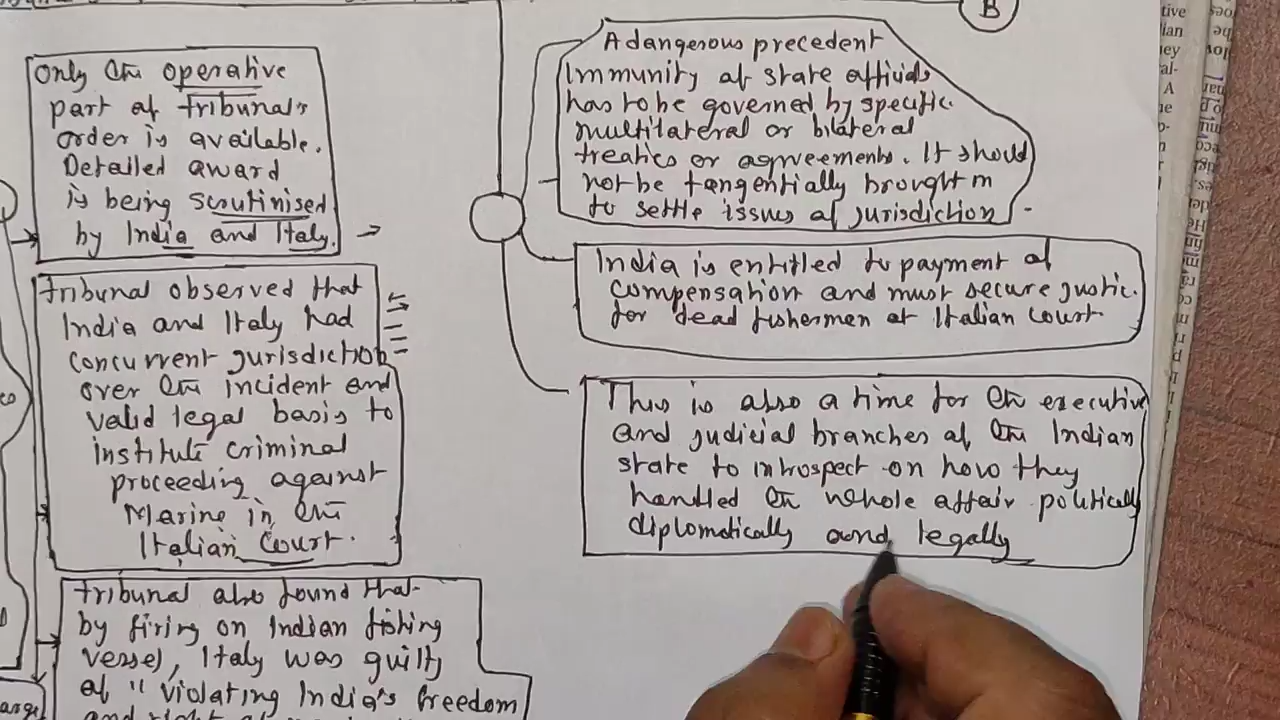 B
Only the operative
part of Tribunal's
order is available.
Detailed award
is being scrutinised
by India and Italy.
Tribunal observed that
India and Italy had
concurrent jurisdiction
over the incident and
valid legal basis to
institute criminal
proceeding against
Marine in the
Italian Court.
Tribunal also found that
by firing on Indian fishing
vessel, Italy was guilty
of "violating India's freedom
A dangerous precedent
Immunity of state officials
has to be governed by specific
multilateral or bilateral
treaties or agreements. It should
not be tangentially brought in
to settle issues of jurisdiction
India is entitled to payment of
compensation and must secure justic.
for dead fishermen at Italian Court.
This is also a time for the executive
and judicial branches of the Indian
state to introspect on how they
handled the whole affair politically
diplomatically and legally